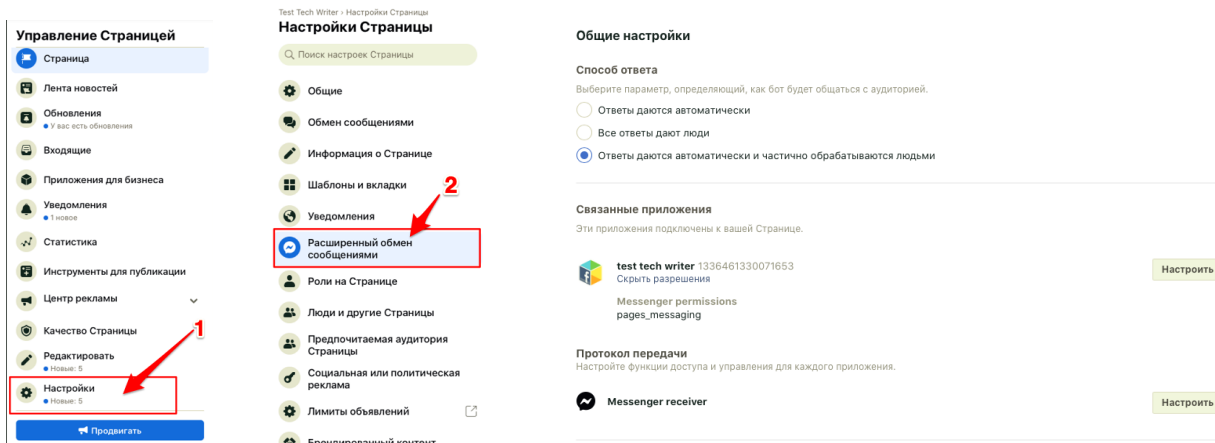 Управление Страницей
Страница
Лента новостей
Обновления
У вас есть обновления
Входящие
Приложения для бизнеса
Уведомления
1 новое
Статистика
Инструменты для публикации
Центр рекламы
Качество Страницы
1
Редактировать
Новые: 5
Настройки
Новые: 5
Продвигать
Test Tech Writer › Настройки Страницы
Настройки Страницы
Поиск настроек Страницы
Общие
Обмен сообщениями
Информация о Странице
Шаблоны и вкладки
2
Уведомления
Расширенный обмен
сообщениями
Роли на Странице
Люди и другие Страницы
Предпочитаемая аудитория
Страницы
Социальная или политическая
реклама
Лимиты объявлений
Брендированный контент
Общие настройки
Способ ответа
Выберите параметр, определяющий, как бот будет общаться с аудиторией.
Ответы даются автоматически
Все ответы дают люди
Ответы даются автоматически и частично обрабатываются людьми
Связанные приложения
Эти приложения подключены к вашей Странице.
test tech writer 1336461330071653
Настроить
Скрыть разрешения
Messenger permissions
pages_messaging
Протокол передачи
Настройте функции доступа и управления для каждого приложения.
Messenger receiver
Настроить